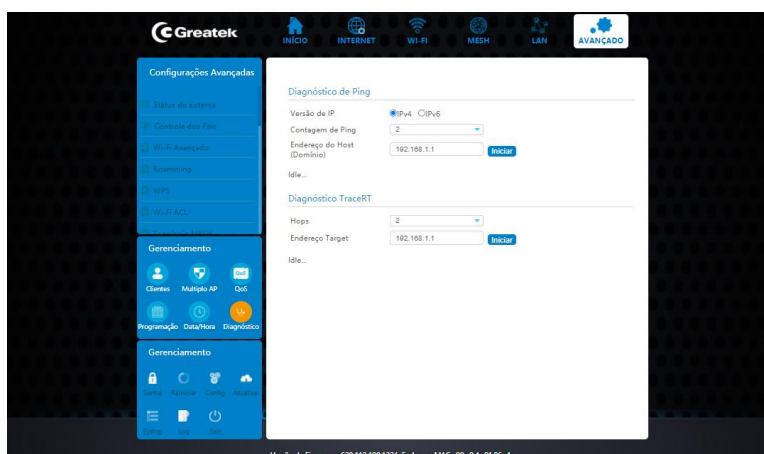 Greatek
INÍCIO INTERNET WI-FI MESH LAN AVANÇADO
Configurações Avançadas
Status do sistema
Controle dos Pais
Wi-Fi Avançado
Roamming
WPS
Wi-Fi ACL
Gerenciamento
Clientes Multiplo AP QoS
Programação Data/Hora Diagnóstico
Gerenciamento
Senha Reiniciar Config Atualizar
Syslog Log Sair
Diagnóstico de Ping
Versão de IP IPv4 IPv6
Contagem de Ping 2
Endereço do Host
(Domínio) 192.168.1.1 Iniciar
Idle...
Diagnóstico TraceRT
Hops 2
Endereço Target 192.168.1.1 Iniciar
Idle...